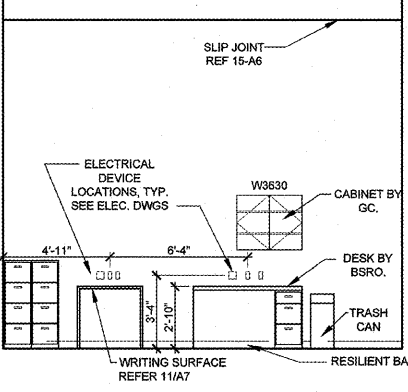 SLIP JOINT
REF 15-A6
ELECTRICAL
DEVICE
LOCATIONS, TYP.
SEE ELEC. DWGS
W3630
CABINET BY
GC.
4'-11"
6'-4"
DESK BY
BSRO.
3'-4"
2'-10"
TRASH
CAN
WRITING SURFACE
REFER 11/A7
RESILIENT BA